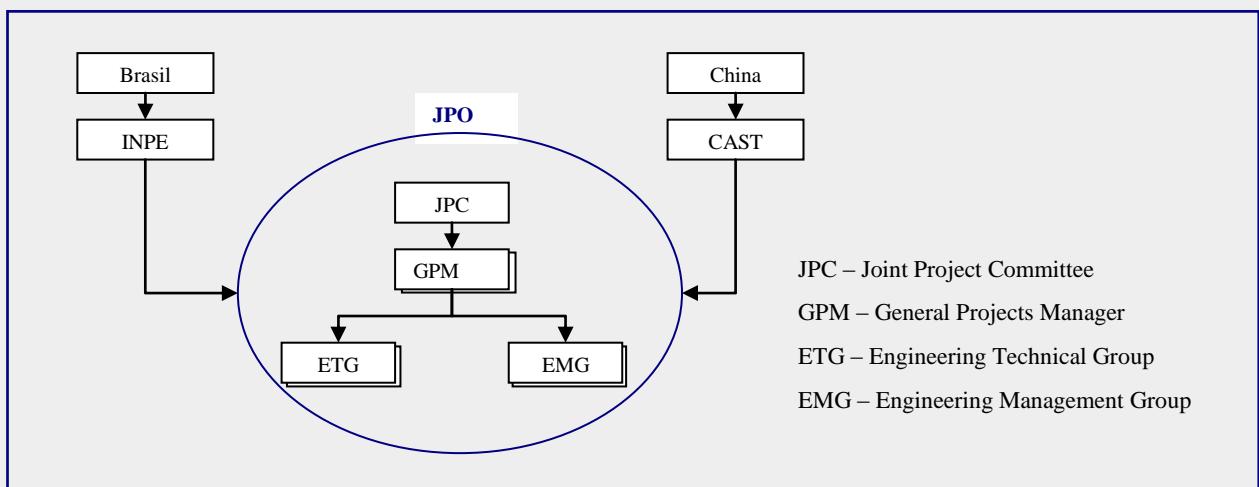 Brasil
China
JPO
INPE
CAST
JPC
GPM
ETG
EMG
JPC – Joint Project Committee
GPM – General Projects Manager
ETG – Engineering Technical Group
EMG – Engineering Management Group